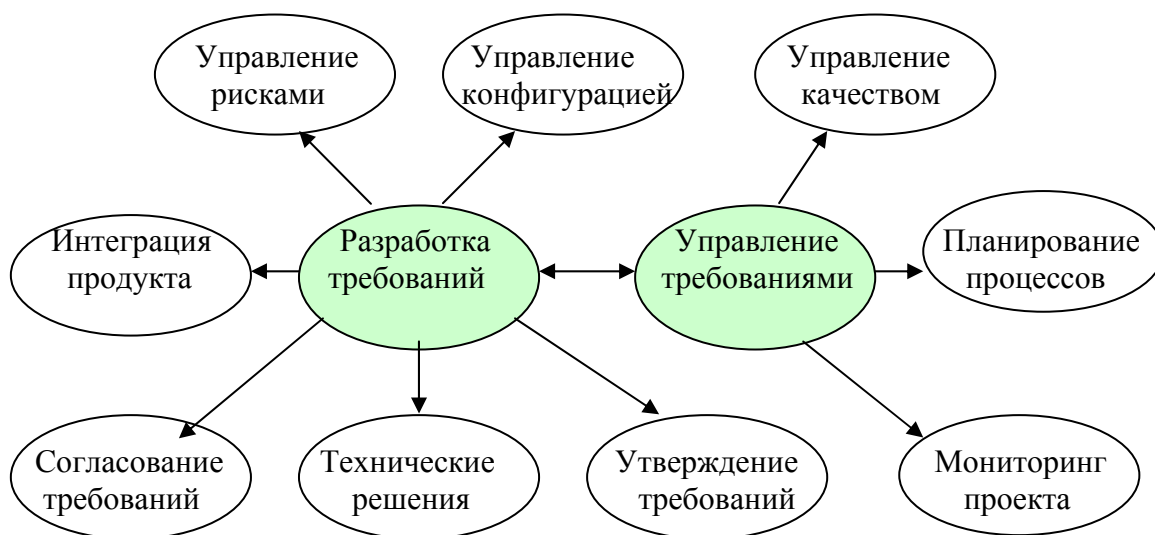 Управление
рисками
Управление
конфигурацией
Управление
качеством
Интеграция
продукта
Разработка
требований
Управление
требованиями
Планирование
процессов
Согласование
требований
Технические
решения
Утверждение
требований
Мониторинг
проекта